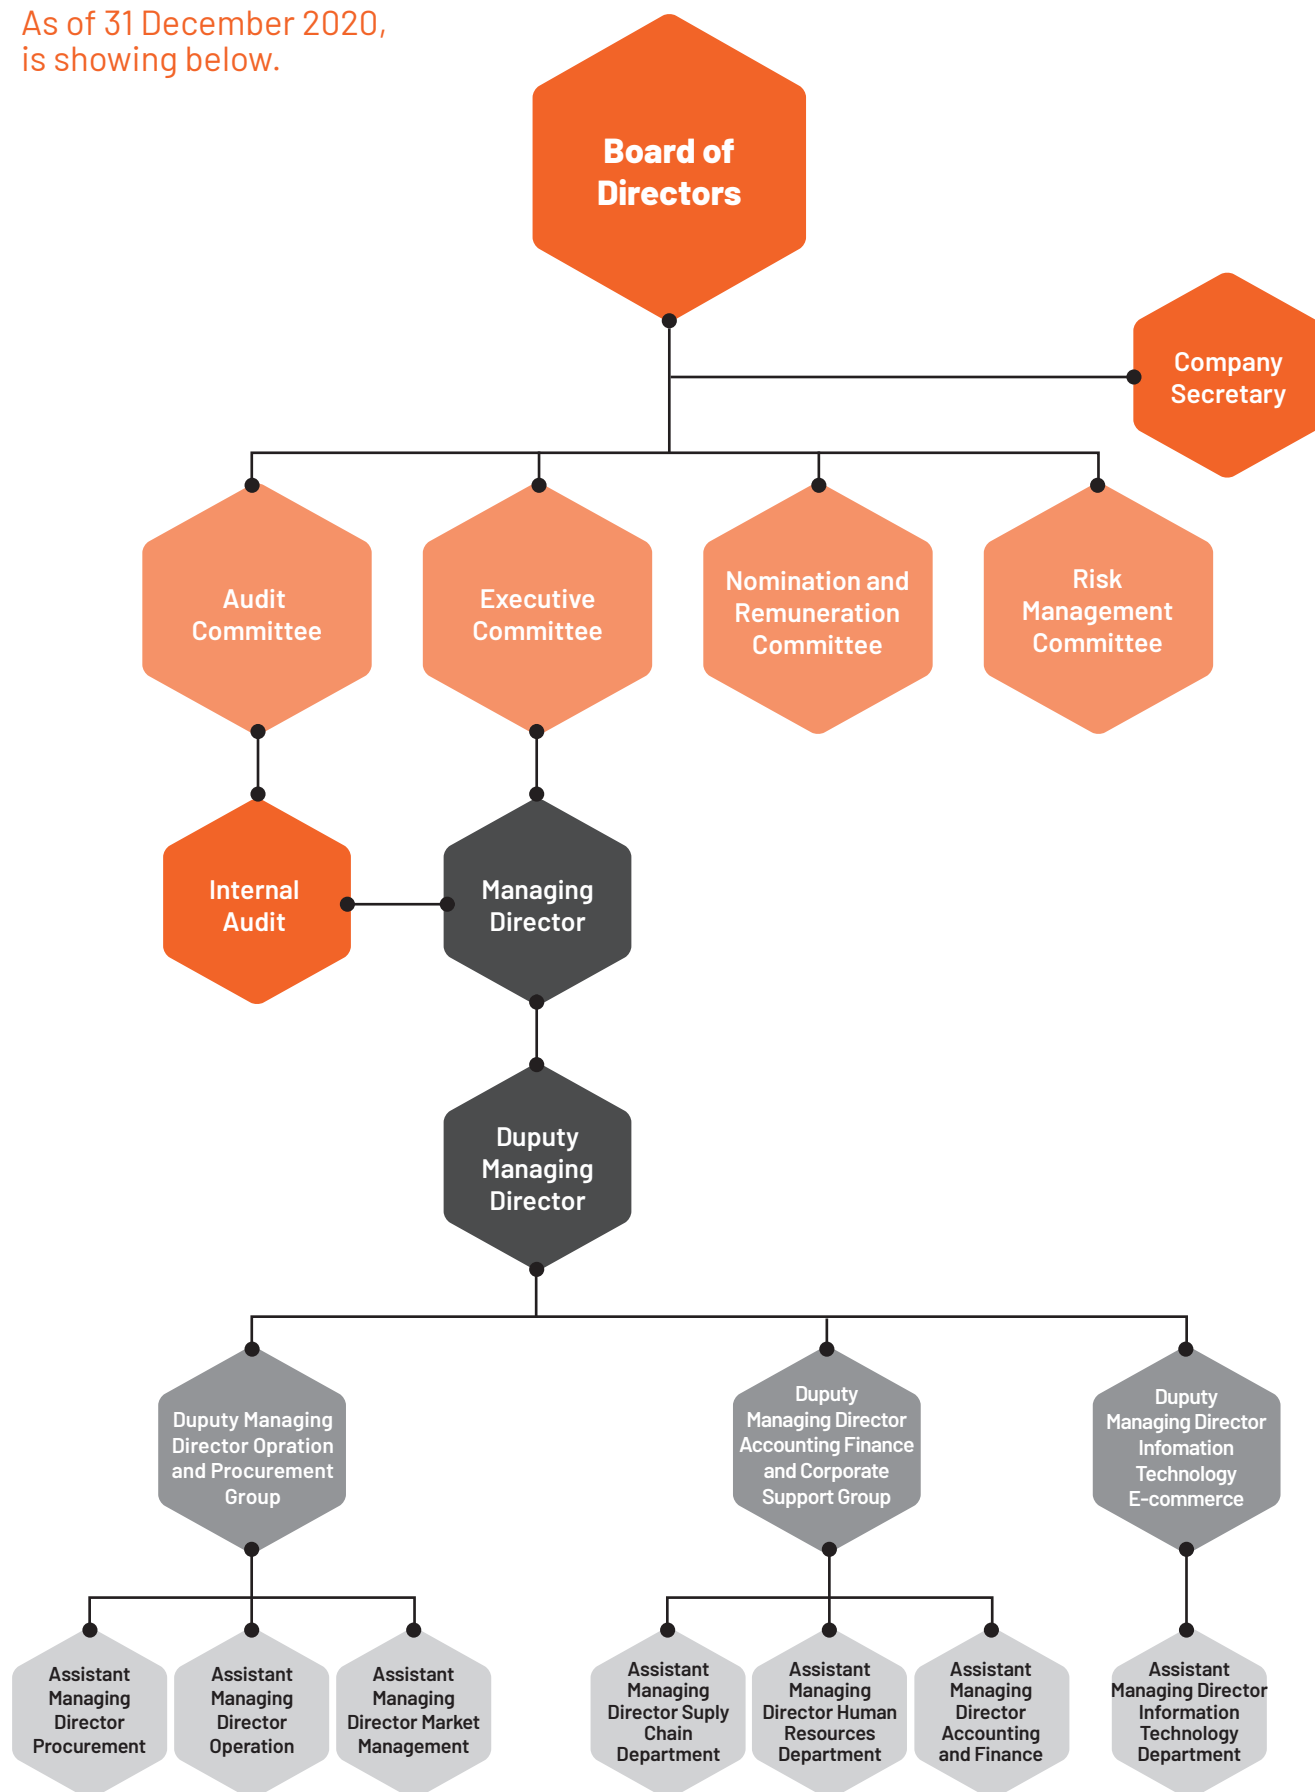 As of 31 December 2020,
is showing below.
Board of
Directors
Company
Secretary
Audit
Committee
Executive
Committee
Nomination and
Remuneration
Committee
Risk
Management
Committee
Internal
Audit
Managing
Director
Duputy
Managing
Director
Duputy Managing
Director Opration
and Procurement
Group
Duputy
Managing Director
Accounting Finance
and Corporate
Support Group
Duputy
Managing Director
Infomation
Technology
E-commerce
Assistant
Managing
Director
Procurement
Assistant
Managing
Director
Operation
Assistant
Managing
Director Market
Management
Assistant
Managing
Director Suply
Chain
Department
Assistant
Managing
Director Human
Resources
Department
Assistant
Managing
Director
Accounting
and Finance
Assistant
Managing Director
Information
Technology
Department